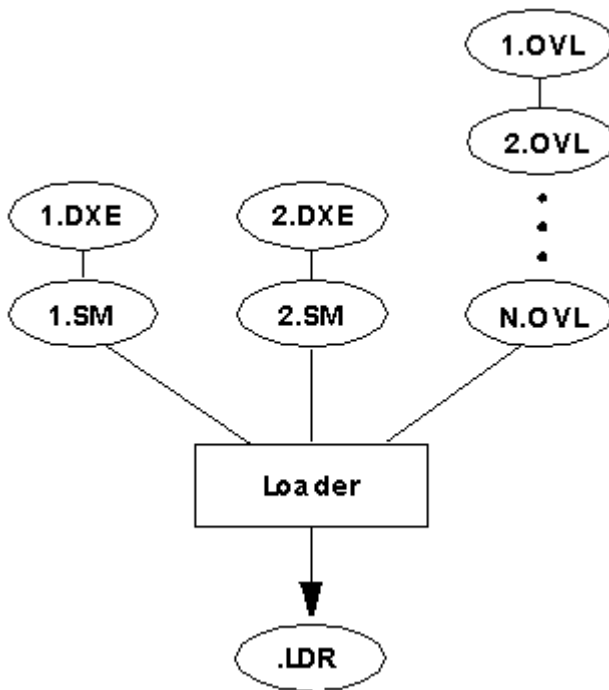 1.OVL
2.OVL
1.DXE
2.DXE
1.SM
2.SM
N.OVL
Loader
.LDR